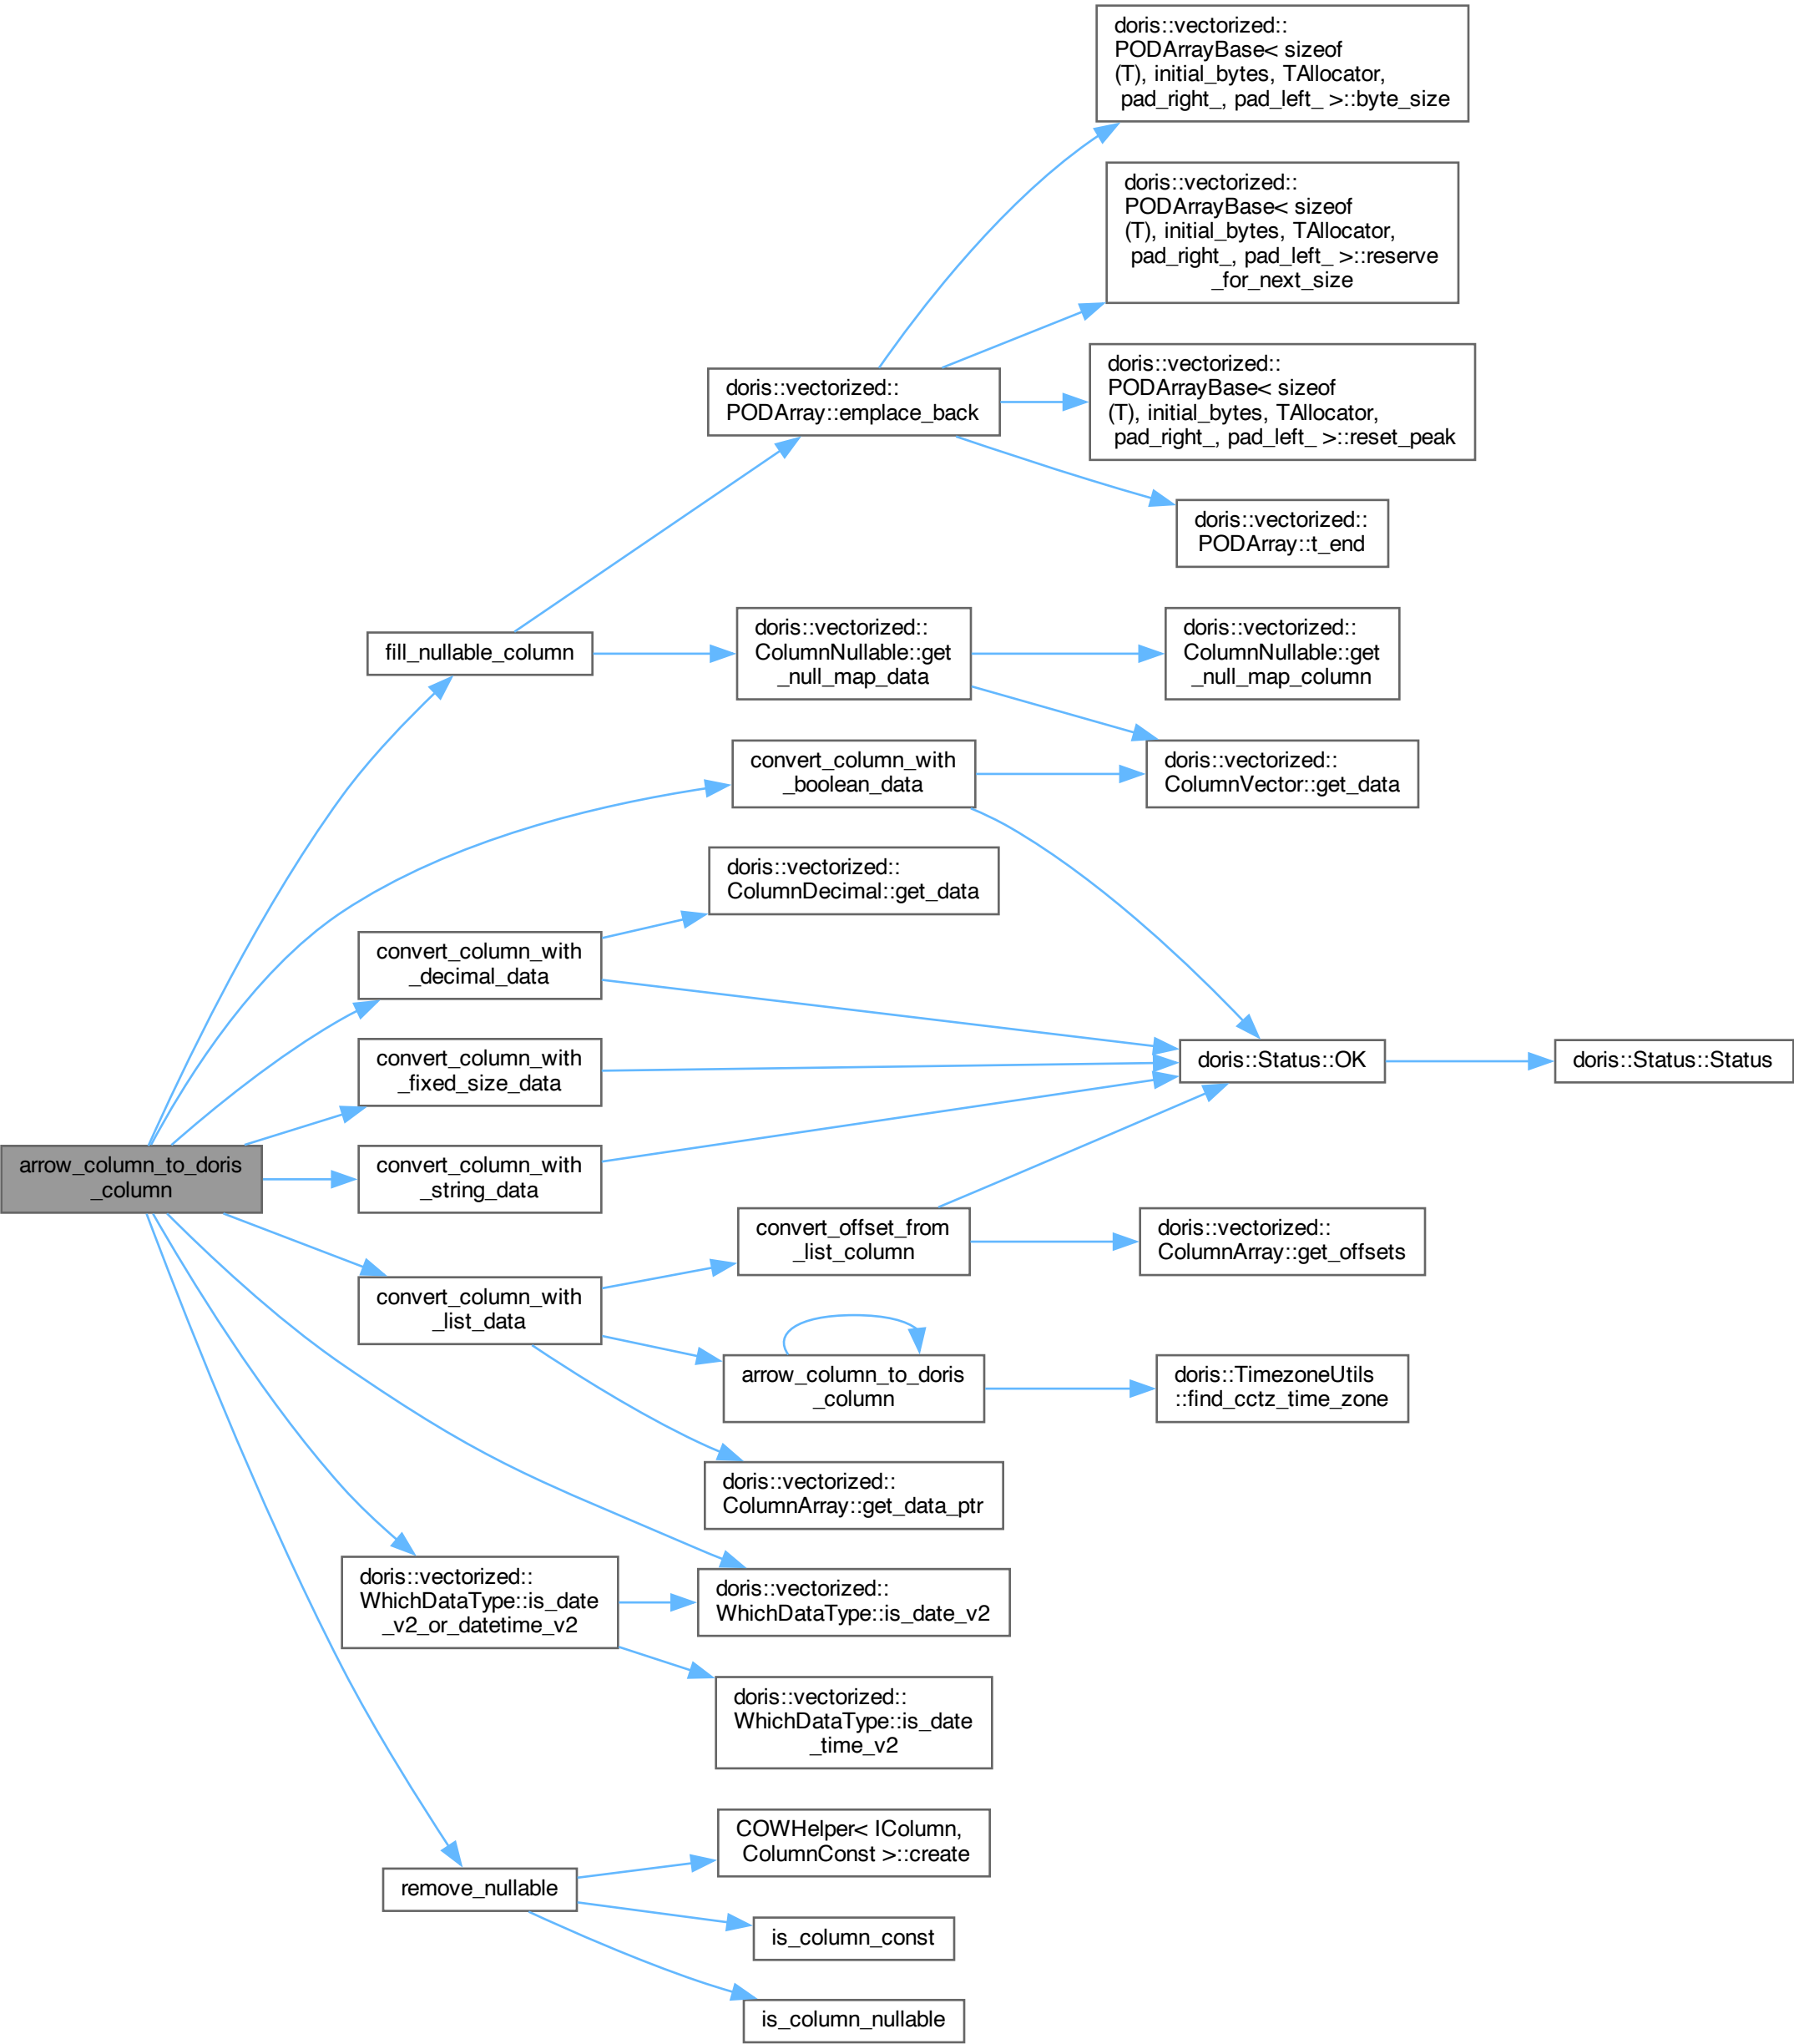 doris::vectorized::
PODArrayBase< sizeof
(T), initial_bytes, TAllocator,
pad_right_, pad_left_ >::byte_size
doris::vectorized::
PODArrayBase< sizeof
(T), initial_bytes, TAllocator,
pad_right_, pad_left_ >::reserve
_for_next_size
doris::vectorized::
PODArrayBase< sizeof
(T), initial_bytes, TAllocator,
pad_right_, pad_left_ >::reset_peak
doris::vectorized::
PODArray::emplace_back
doris::vectorized::
PODArray::t_end
fill_nullable_column
doris::vectorized::
ColumnNullable::get
_null_map_data
doris::vectorized::
ColumnNullable::get
_null_map_column
convert_column_with
_boolean_data
doris::vectorized::
ColumnVector::get_data
doris::vectorized::
ColumnDecimal::get_data
convert_column_with
_decimal_data
convert_column_with
_fixed_size_data
doris::Status::OK
doris::Status::Status
arrow_column_to_doris
_column
convert_column_with
_string_data
convert_offset_from
_list_column
doris::vectorized::
ColumnArray::get_offsets
convert_column_with
_list_data
arrow_column_to_doris
_column
doris::TimezoneUtils
::find_cctz_time_zone
doris::vectorized::
ColumnArray::get_data_ptr
doris::vectorized::
WhichDataType::is_date
_v2_or_datetime_v2
doris::vectorized::
WhichDataType::is_date_v2
doris::vectorized::
WhichDataType::is_date
_time_v2
COWHelper< IColumn,
ColumnConst >::create
remove_nullable
is_column_const
is_column_nullable